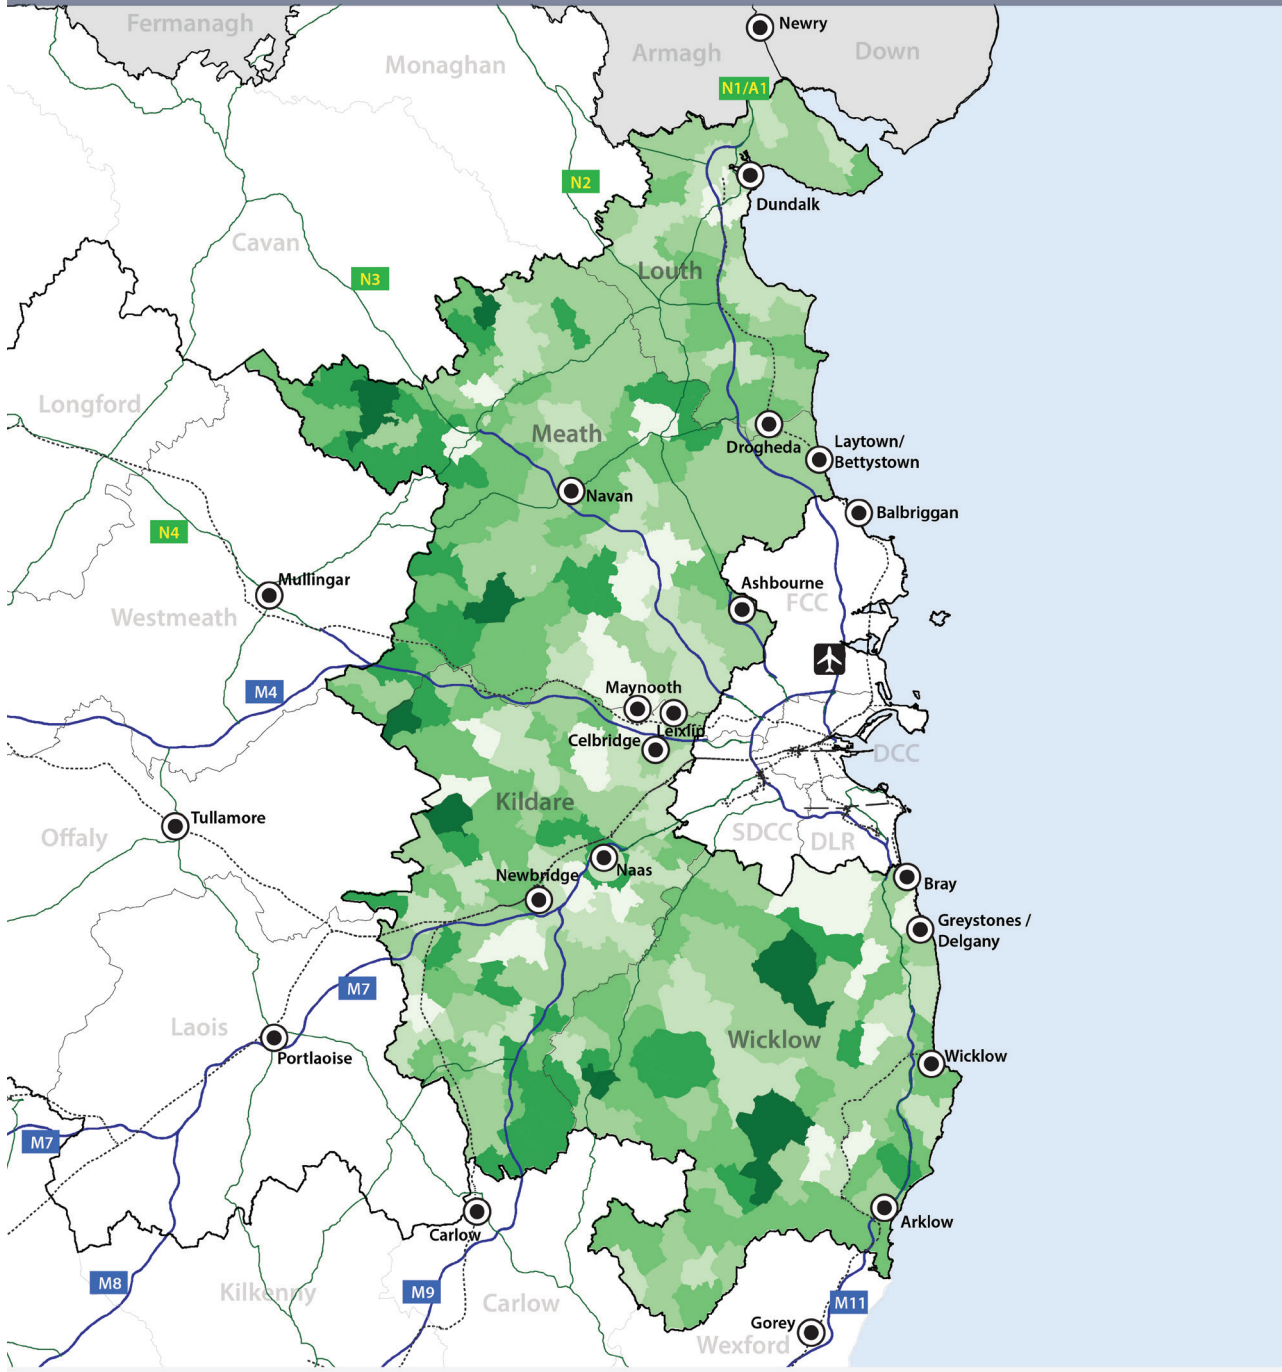 Fermanagh
Newry
Armagh
Down
Monaghan
N1/A1
N2
Dundalk
Cavan
N3
Louth
Longford
Meath
Drogheda
Laytown/
Bettystown
Navan
Balbriggan
N4
Mullingar
Ashbourne
FCC
Westmeath
M4
Maynooth
Leixlip
Celbridge
DCC
Kildare
Tullamore
Offaly
SDCC
DLR
Naas
Newbridge
Bray
Greystones /
Delgany
M7
Laois
Wicklow
Portlaoise
Wicklow
M7
Carlow
Arklow
M8
Kilkenny
M9
Carlow
M11
Gorey
Wexford